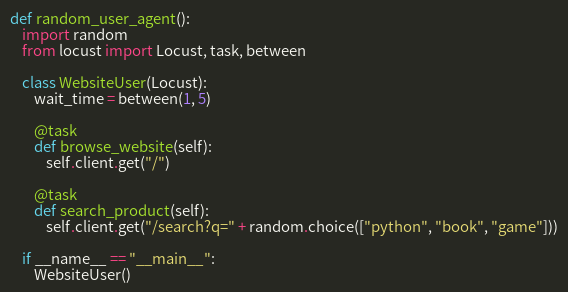 def random_user_agent():
    import random
    from locust import Locust, task, between

    class WebsiteUser(Locust):
        wait_time = between(1, 5)

        @task
        def browse_website(self):
            self.client.get("/")

        @task
        def search_product(self):
            self.client.get("/search?q=" + random.choice(["python", "book", "game"]))

    if __name__ == "__main__":
        WebsiteUser()